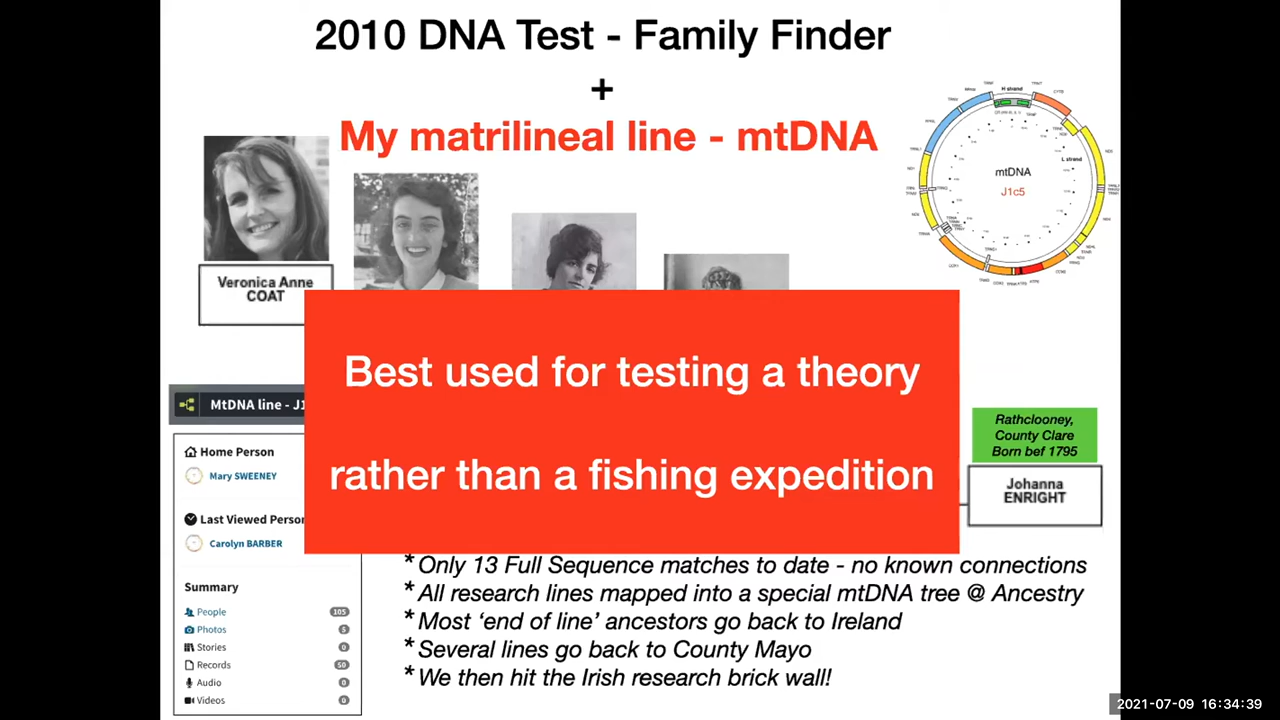 2010 DNA Test - Family Finder
+
My matrilineal line - mtDNA
H strand
L strand
mtDNA
J1c5
Veronica Anne
COAT
Best used for testing a theory
rather than a fishing expedition
MtDNA line - J1
Home Person
Mary SWEENEY
Last Viewed Person
Carolyn BARBER
Summary
People 105
Photos 5
Stories 0
Records 50
Audio 0
Videos 0
Rathclooney,
County Clare
Born bef 1795
Johanna
ENRIGHT
* Only 13 Full Sequence matches to date - no known connections
* All research lines mapped into a special mtDNA tree @ Ancestry
* Most ‘end of line’ ancestors go back to Ireland
* Several lines go back to County Mayo
* We then hit the Irish research brick wall!
2021-07-09 16:34:39